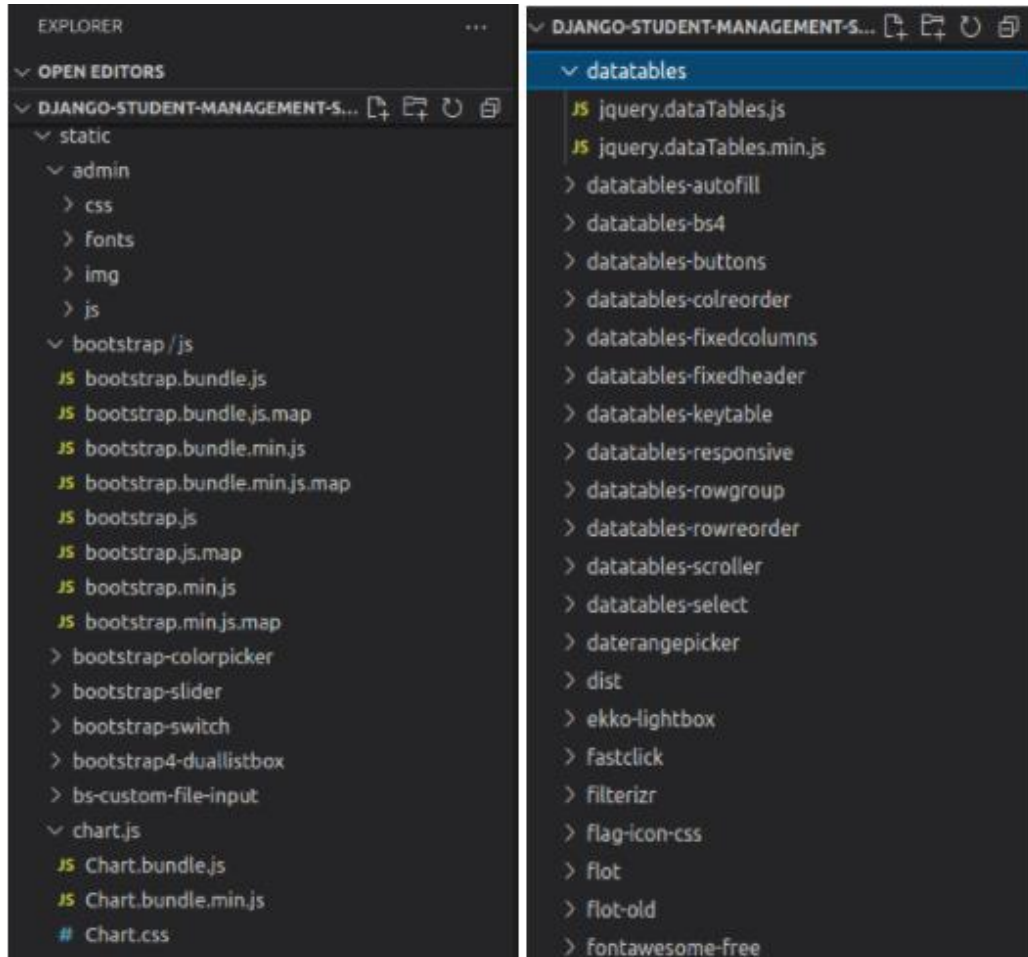 EXPLORER
OPEN EDITORS
DJANGO-STUDENT-MANAGEMENT-S...
static
admin
css
fonts
img
js
bootstrap / js
JS bootstrap.bundle.js
JS bootstrap.bundle.js.map
JS bootstrap.bundle.min.js
JS bootstrap.bundle.min.js.map
JS bootstrap.js
JS bootstrap.js.map
JS bootstrap.min.js
JS bootstrap.min.js.map
bootstrap-colorpicker
bootstrap-slider
bootstrap-switch
bootstrap4-duallistbox
bs-custom-file-input
chart.js
JS Chart.bundle.js
JS Chart.bundle.min.js
# Chart.css
DJANGO-STUDENT-MANAGEMENT-S...
datatables
JS jquery.dataTables.js
JS jquery.dataTables.min.js
datatables-autofill
datatables-bs4
datatables-buttons
datatables-colreorder
datatables-fixedcolumns
datatables-fixedheader
datatables-keytable
datatables-responsive
datatables-rowgroup
datatables-rowreorder
datatables-scroller
datatables-select
daterangepicker
dist
ekko-lightbox
fastclick
filterizr
flag-icon-css
flot
flot-old
fontawesome-free